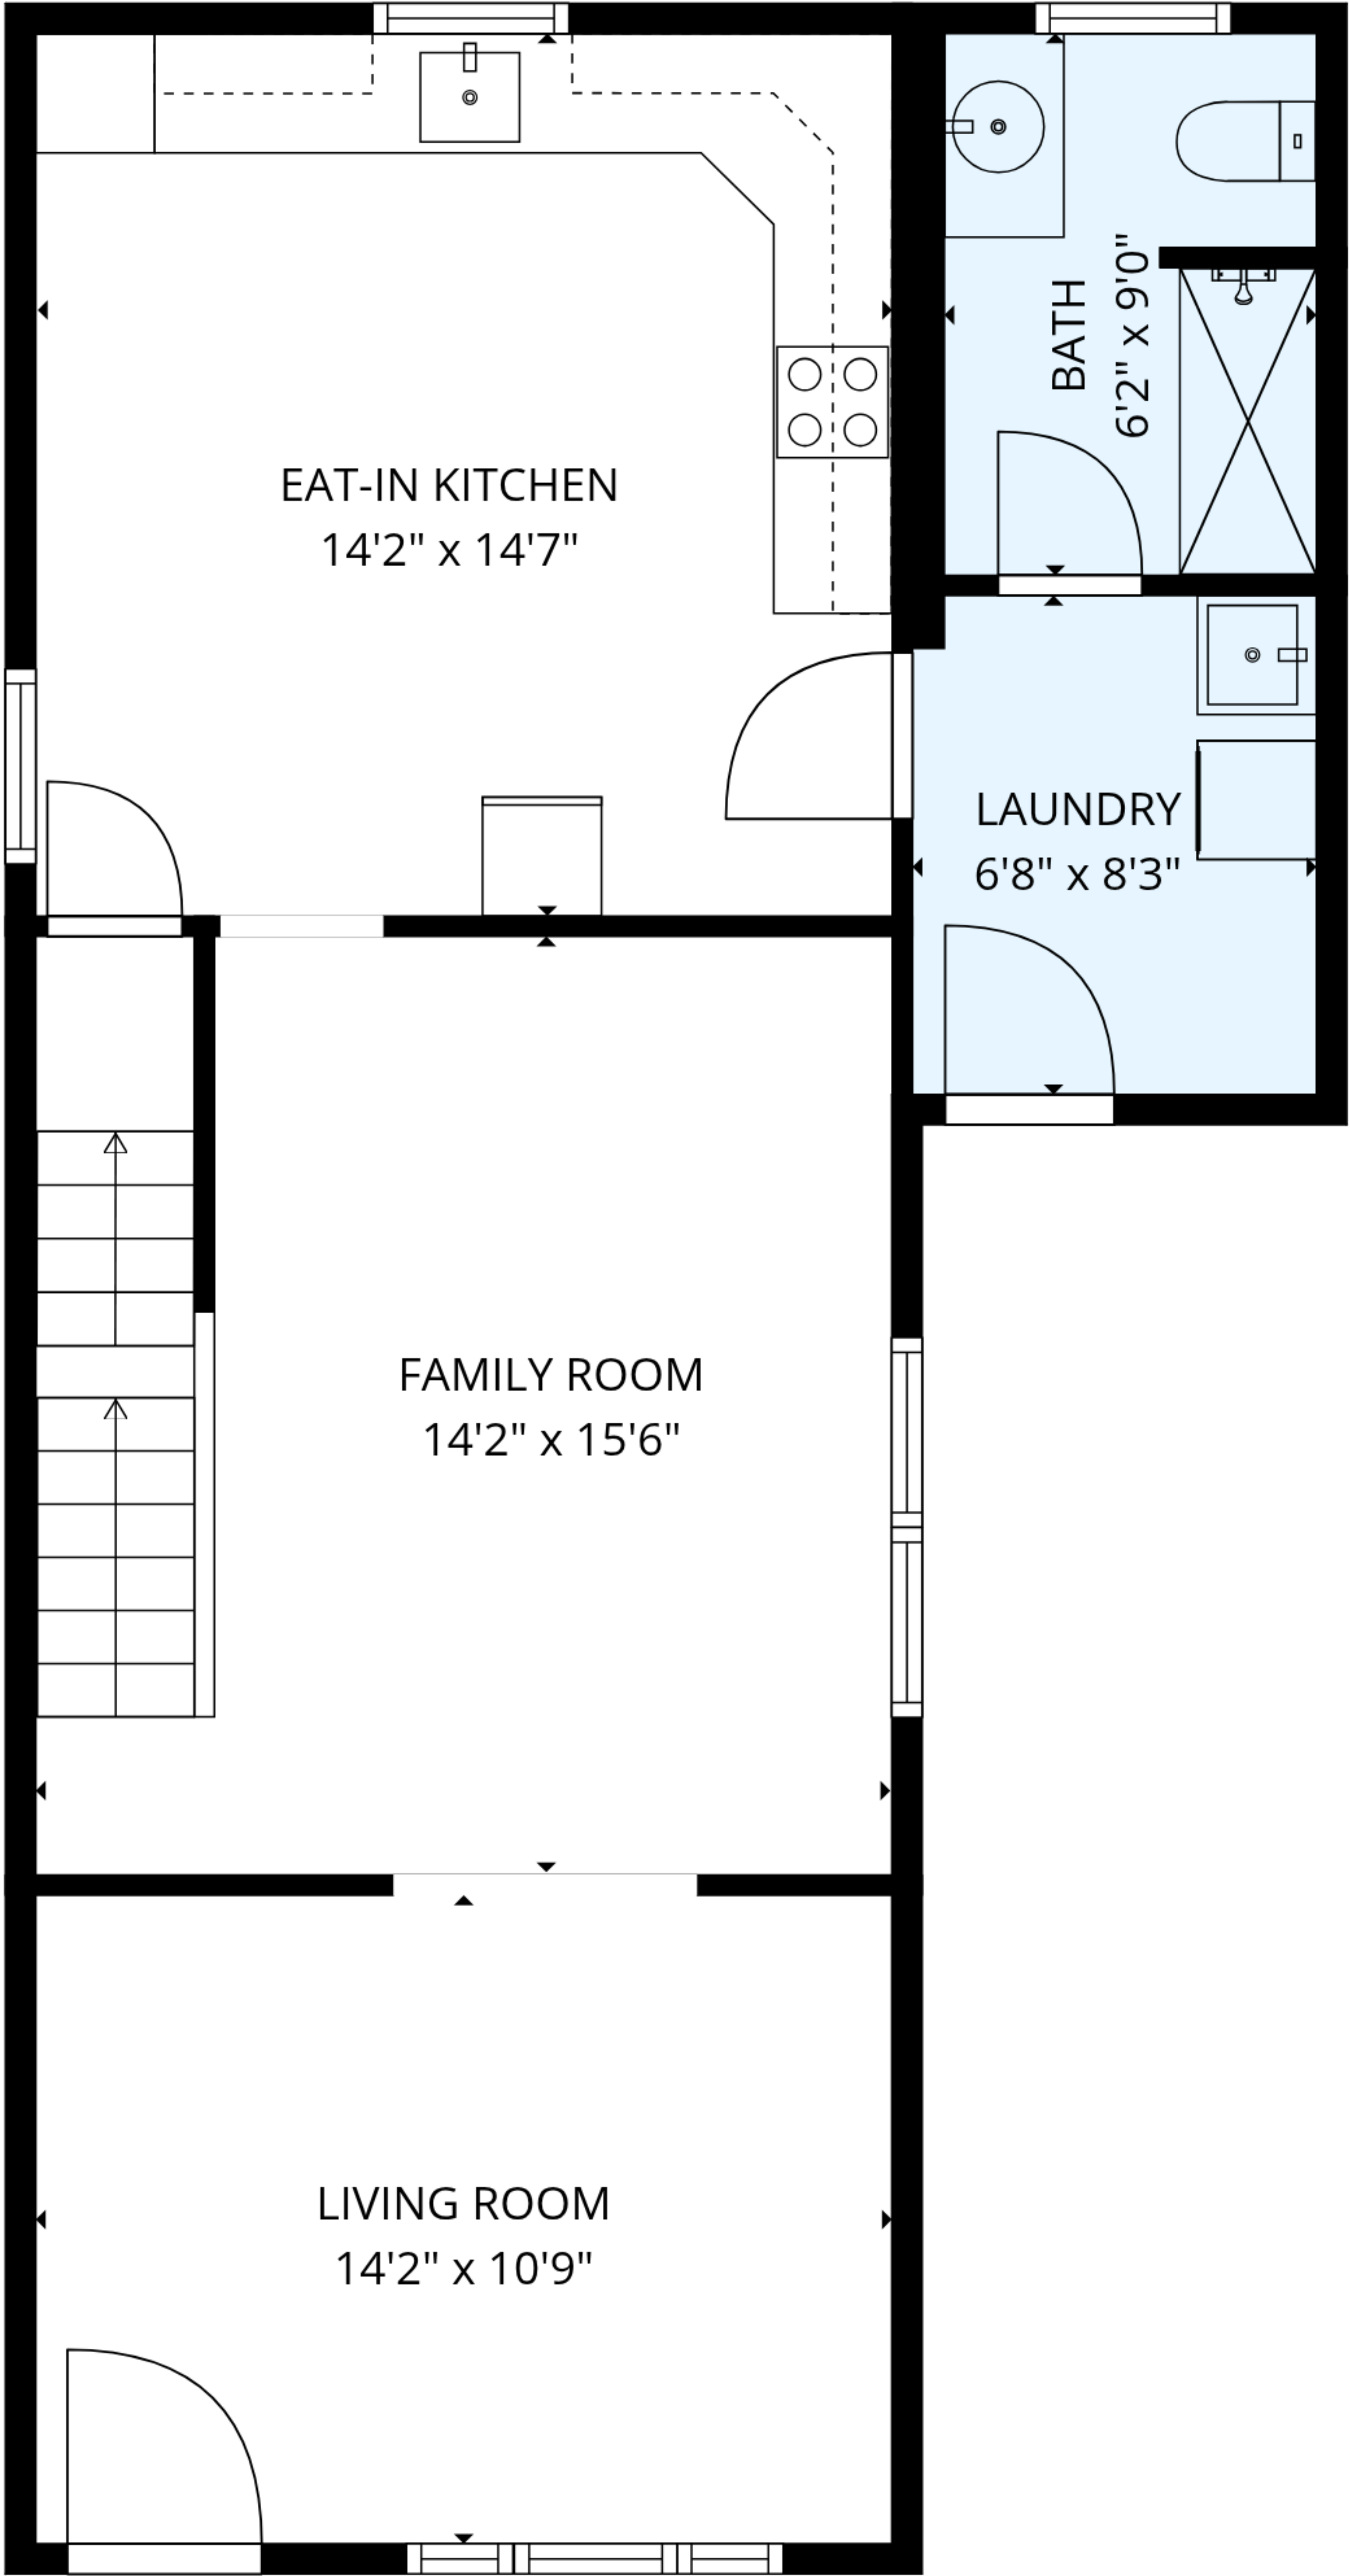 BATH
6'2" x 9'0"
EAT-IN KITCHEN
14'2" x 14'7"
LAUNDRY
6'8" x 8'3"
FAMILY ROOM
14'2" x 15'6"
LIVING ROOM
14'2" x 10'9"